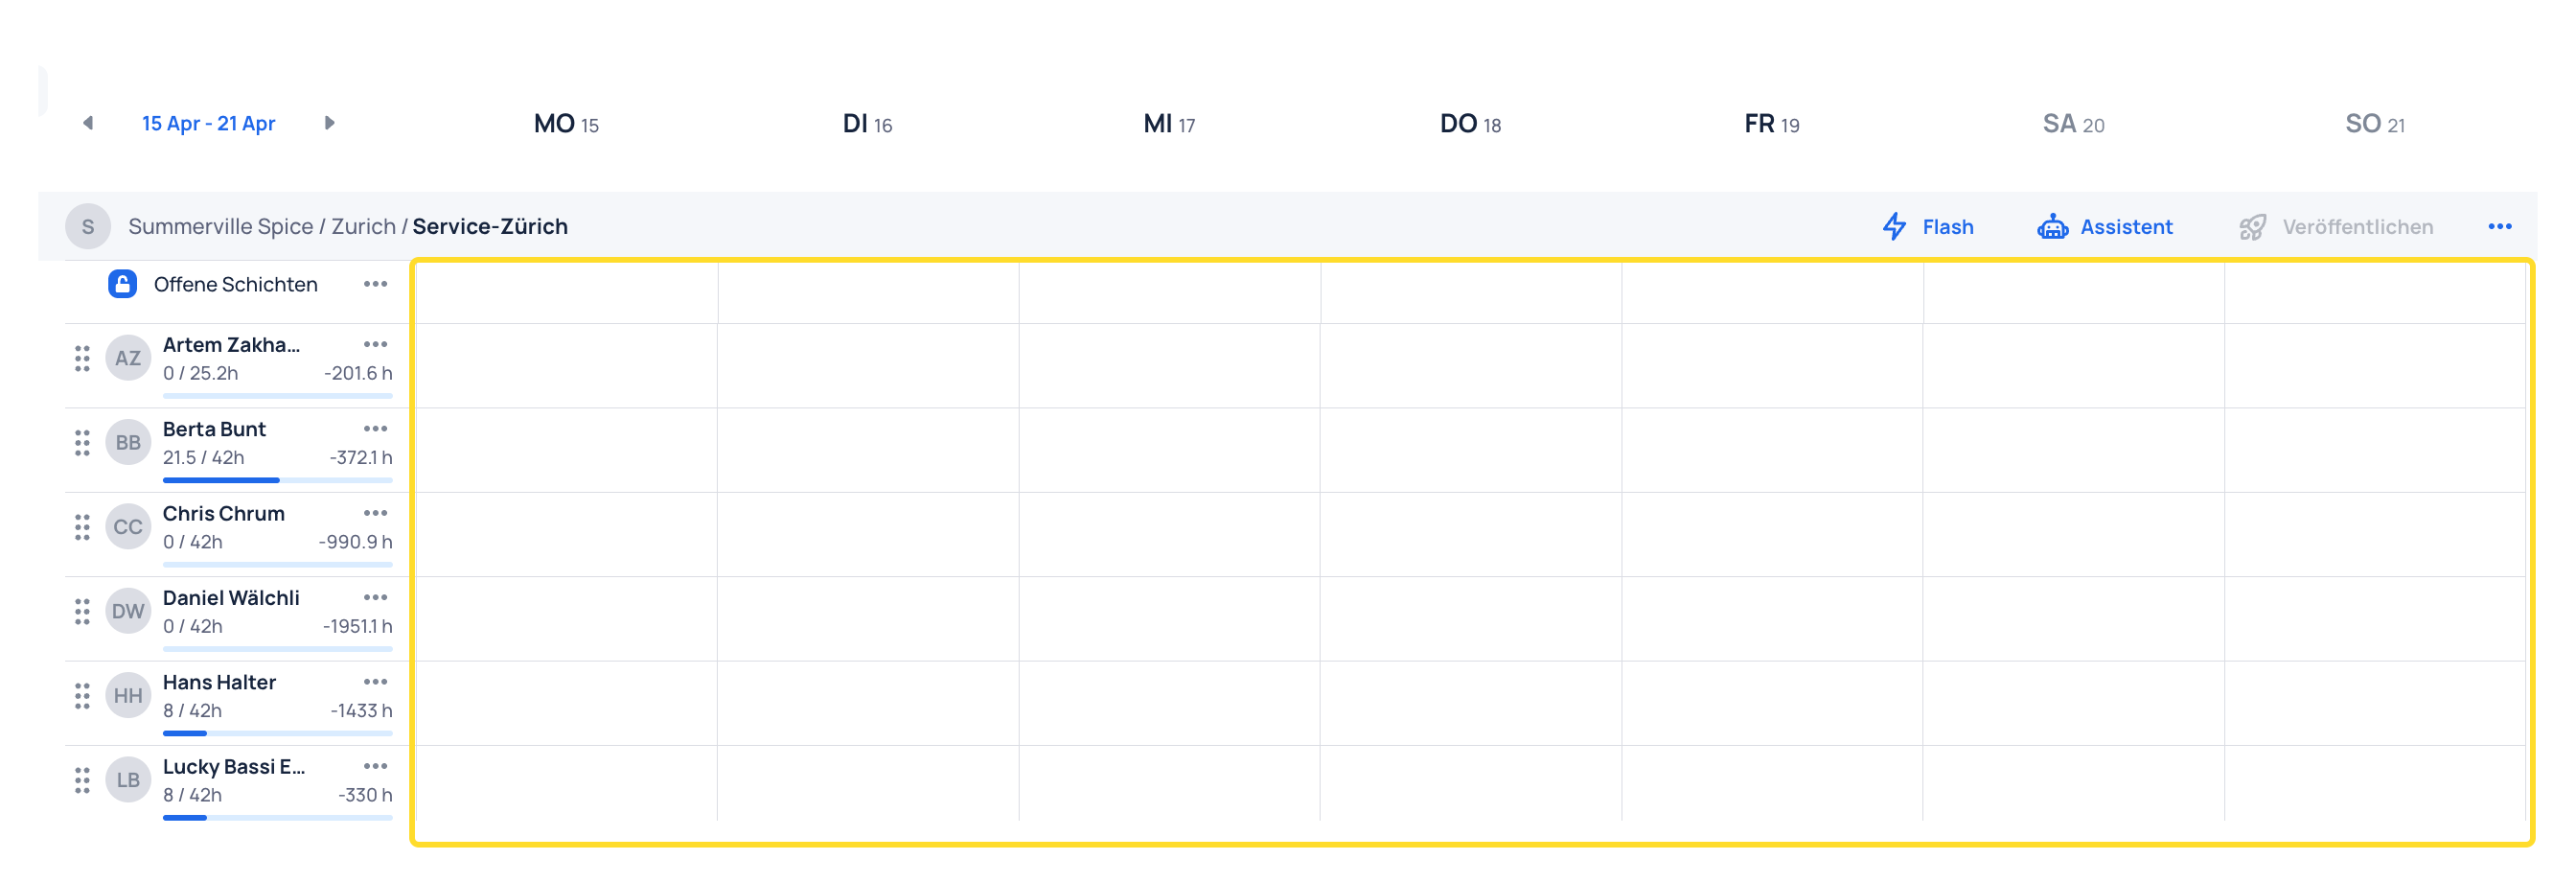 15 Apr - 21 Apr MO 15 DI 16 MI 17 DO 18 FR 19 SA 20 SO 21
S Summerville Spice / Zurich / Service-Zürich Flash Assistent Veröffentlichen
Offene Schichten
AZ Artem Zakha...
0 / 25.2h -201.6 h
BB Berta Bunt
21.5 / 42h -372.1 h
CC Chris Chrum
0 / 42h -990.9 h
DW Daniel Wälchli
0 / 42h -1951.1 h
HH Hans Halter
8 / 42h -1433 h
LB Lucky Bassi E...
8 / 42h -330 h